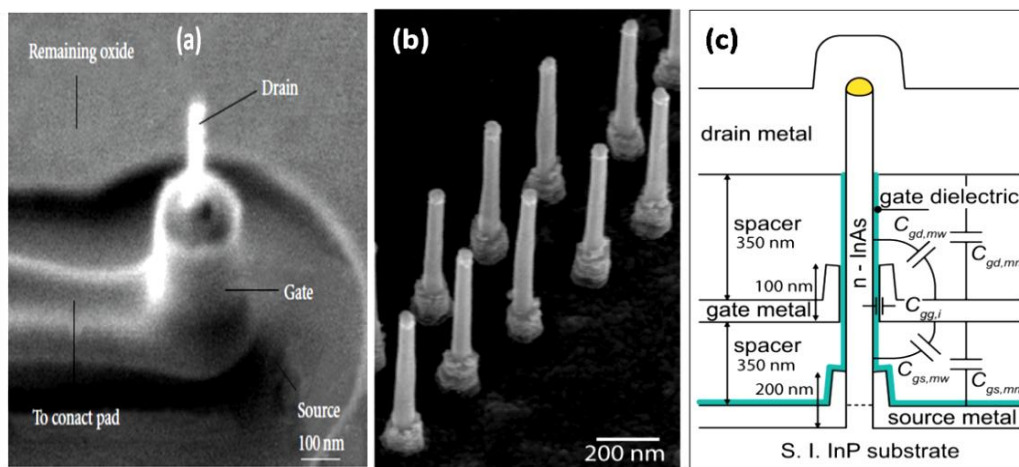 (a)
Remaining oxide
Drain
Gate
To conact pad
Source
100 nm
(b)
200 nm
(c)
drain metal
gate dielectric
spacer
350 nm
n - InAs
C gd,mw
C gd,mm
100 nm
gate metal
C gg,i
spacer
350 nm
C gs,mw
C gs,mm
200 nm
source metal
S. I. InP substrate